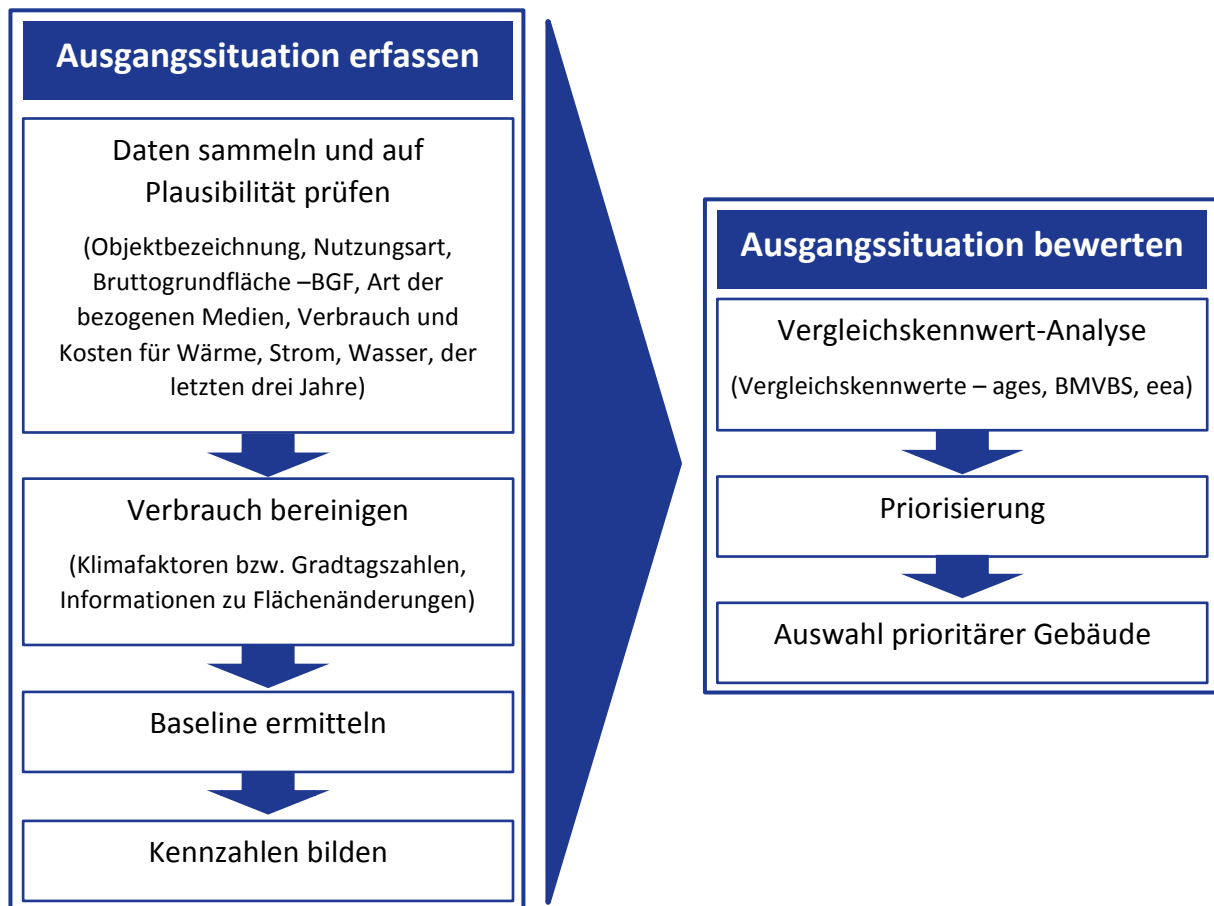 Ausgangssituation erfassen
Daten sammeln und auf
Plausibilität prüfen
(Objektbezeichnung, Nutzungsart,
Bruttogrundfläche –BGF, Art der
bezogenen Medien, Verbrauch und
Kosten für Wärme, Strom, Wasser, der
letzten drei Jahre)
Verbrauch bereinigen
(Klimafaktoren bzw. Gradtagszahlen,
Informationen zu Flächenänderungen)
Baseline ermitteln
Kennzahlen bilden
Ausgangssituation bewerten
Vergleichskennwert-Analyse
(Vergleichskennwerte – ages, BMVBS, eea)
Priorisierung
Auswahl prioritärer Gebäude